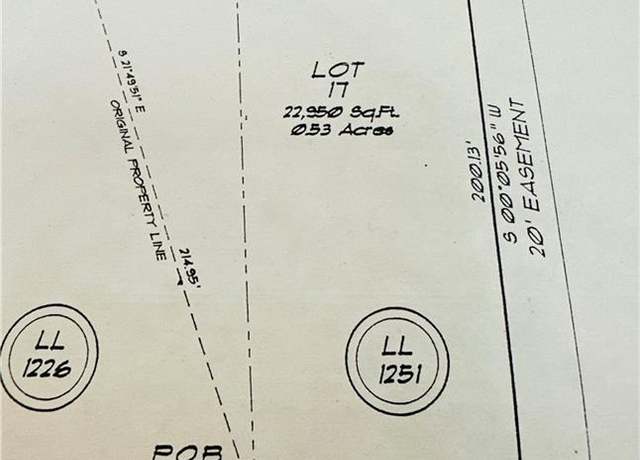 LOT
17
22,950 Sq.Ft.
0.53 Acres
S 21°49'51" E
ORIGINAL PROPERTY LINE
214.95'
200.13'
S 00°05'56" W
20' EASEMENT
LL
1226
LL
1251
POB